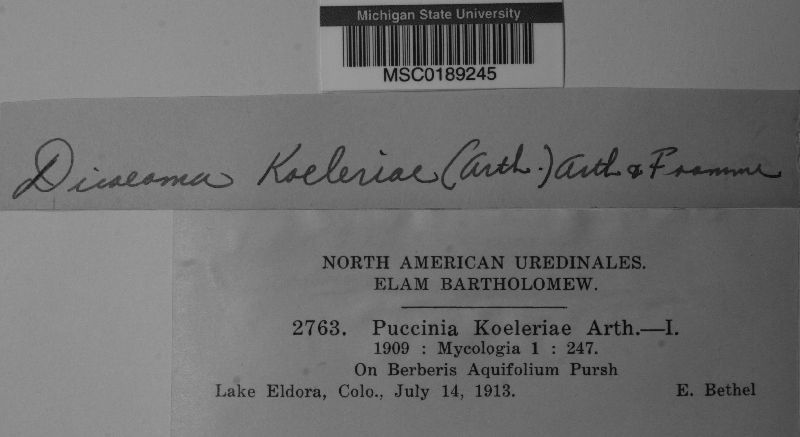 Michigan State University
MSC0189245
Dicaeoma Koeleriae (Arth.) Arth & Fromme
NORTH AMERICAN UREDINALES.
ELAM BARTHOLOMEW.
2763. Puccinia Koeleriae Arth.—I.
1909 : Mycologia 1 : 247.
On Berberis Aquifolium Pursh
Lake Eldora, Colo., July 14, 1913. E. Bethel